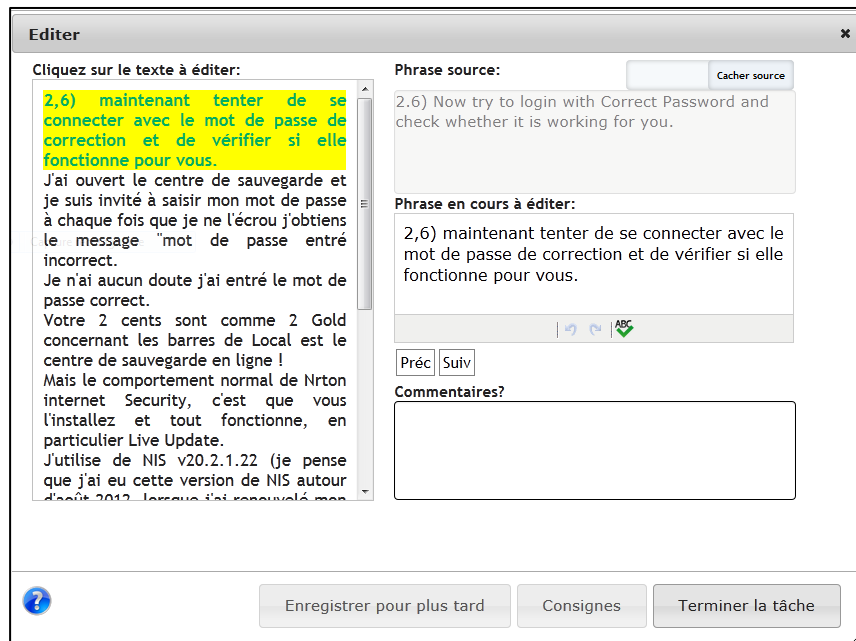 Editer
Cliquez sur le texte à éditer:
2,6) maintenant tenter de se
connecter avec le mot de passe de
correction et de vérifier si elle
fonctionne pour vous.
J'ai ouvert le centre de sauvegarde et
je suis invité à saisir mon mot de passe
à chaque fois que je ne l'écrou j'obtiens
le message "mot de passe entré
incorrect.
Je n'ai aucun doute j'ai entré le mot de
passe correct.
Votre 2 cents sont comme 2 Gold
concernant les barres de Local est le
centre de sauvegarde en ligne !
Mais le comportement normal de Nrton
internet Security, c'est que vous
l'installez et tout fonctionne, en
particulier Live Update.
J'utilise de NIS v20.2.1.22 (je pense
que j'ai eu cette version de NIS autour
d'août 2012, lorsque j'ai renouvelé mon
Phrase source:
Cacher source
2.6) Now try to login with Correct Password and
check whether it is working for you.
Phrase en cours à éditer:
2,6) maintenant tenter de se connecter avec le
mot de passe de correction et de vérifier si elle
fonctionne pour vous.
ABC
Préc Suiv
Commentaires?
Enregistrer pour plus tard Consignes Terminer la tâche